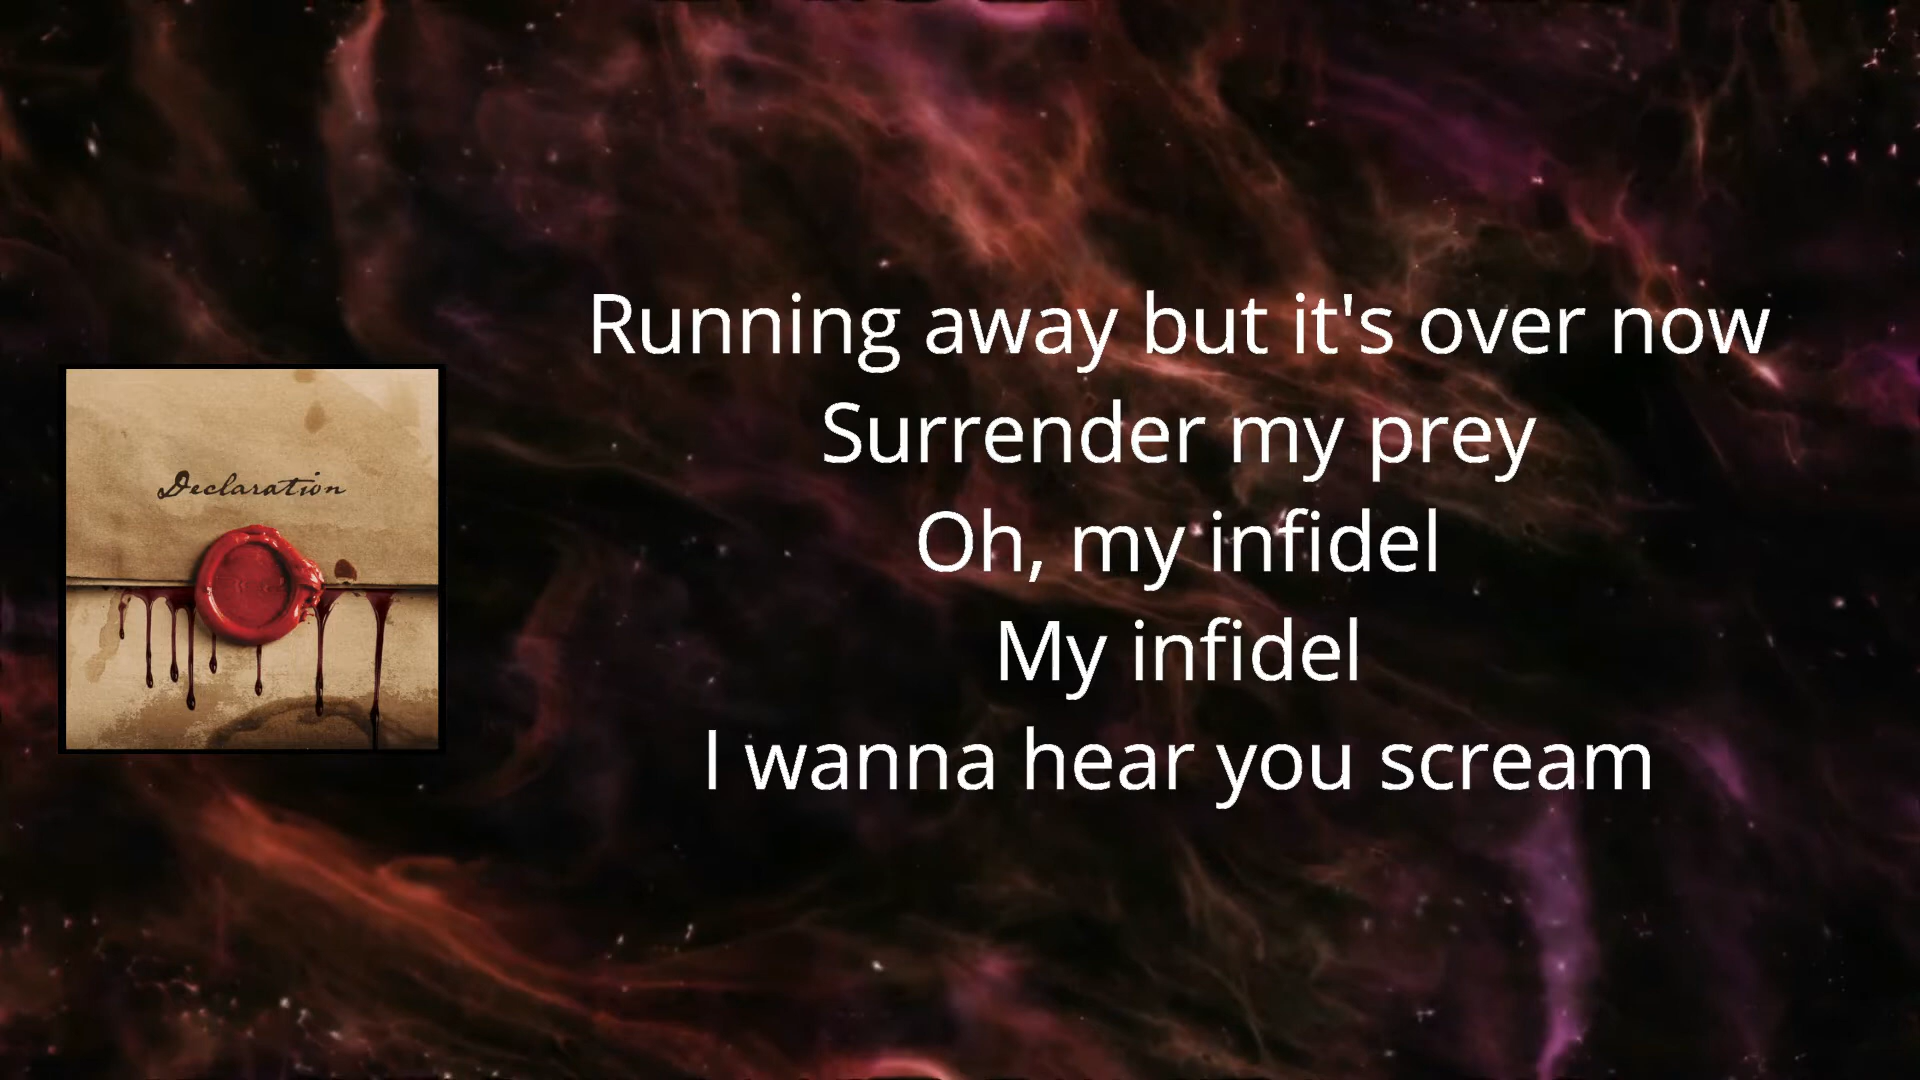 Declaration
Running away but it's over now
Surrender my prey
Oh, my infidel
My infidel
I wanna hear you scream